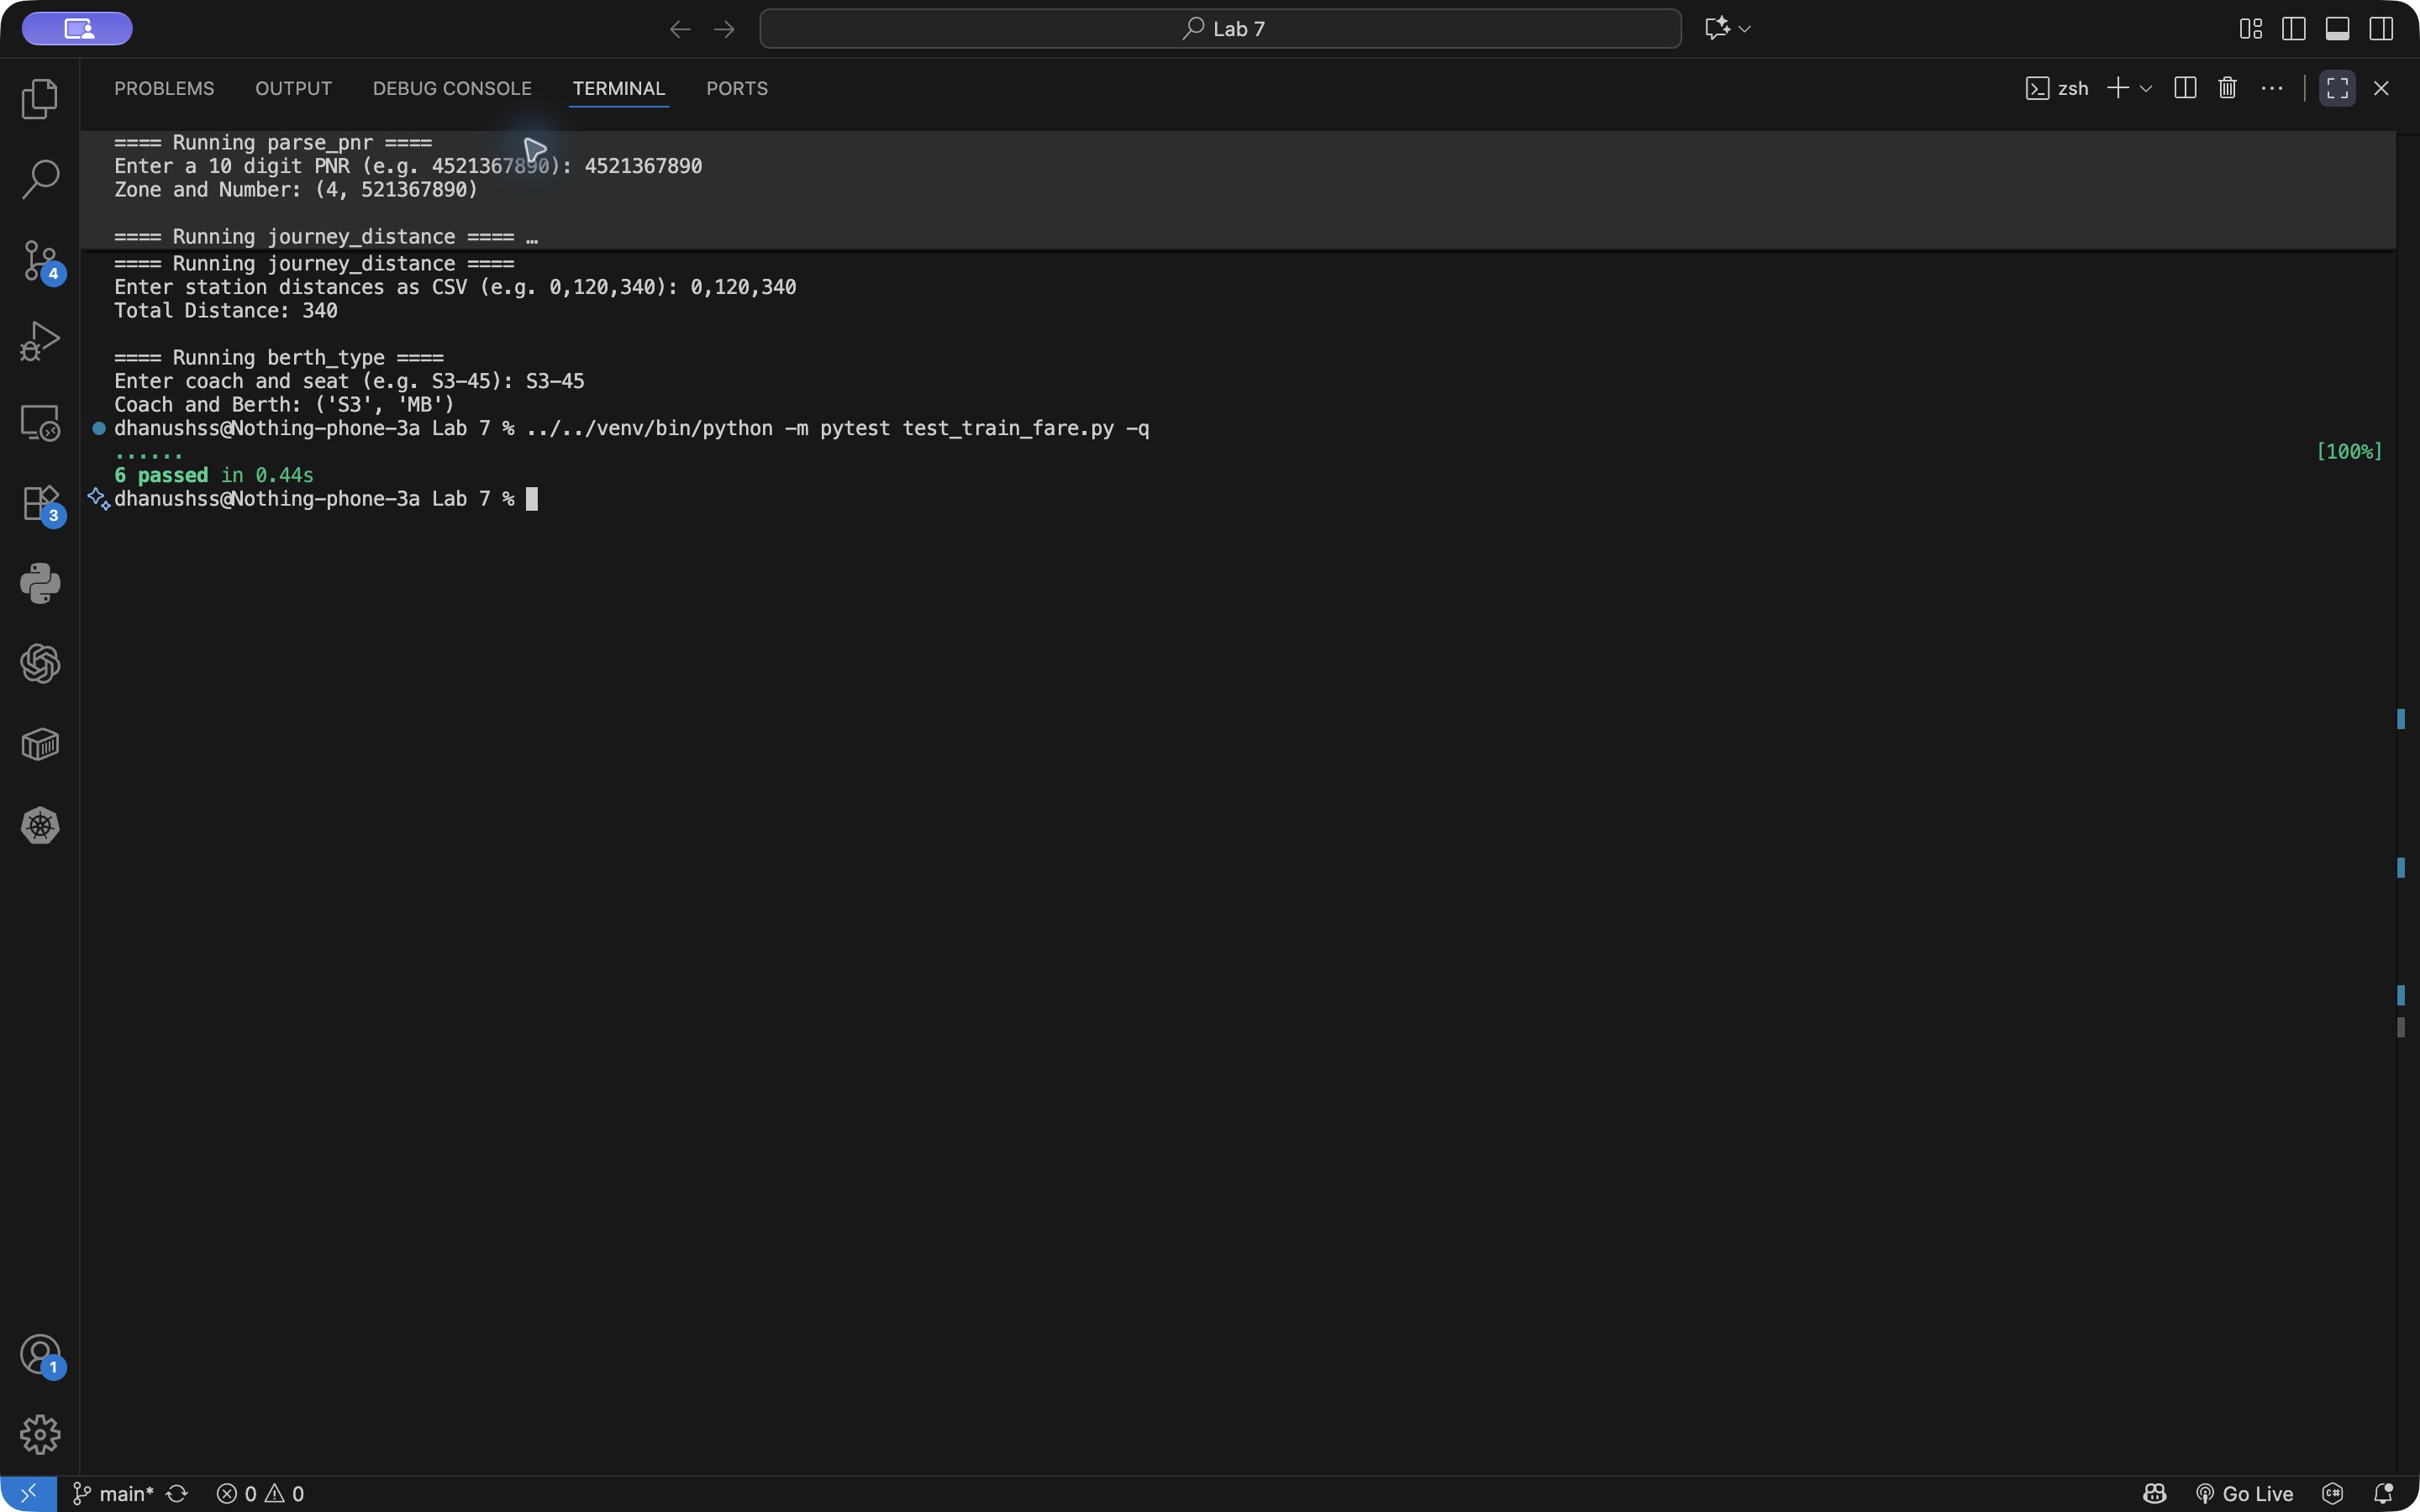 Lab 7
PROBLEMS OUTPUT DEBUG CONSOLE TERMINAL PORTS zsh
==== Running parse_pnr ====
Enter a 10 digit PNR (e.g. 4521367890): 4521367890
Zone and Number: (4, 521367890)
==== Running journey_distance ==== …
==== Running journey_distance ====
Enter station distances as CSV (e.g. 0,120,340): 0,120,340
Total Distance: 340
==== Running berth_type ====
Enter coach and seat (e.g. S3-45): S3-45
Coach and Berth: ('S3', 'MB')
dhanushss@Nothing-phone-3a Lab 7 % ../../venv/bin/python -m pytest test_train_fare.py -q
...... [100%]
6 passed in 0.44s
dhanushss@Nothing-phone-3a Lab 7 %
4
3
1
main* 0 0 Go Live